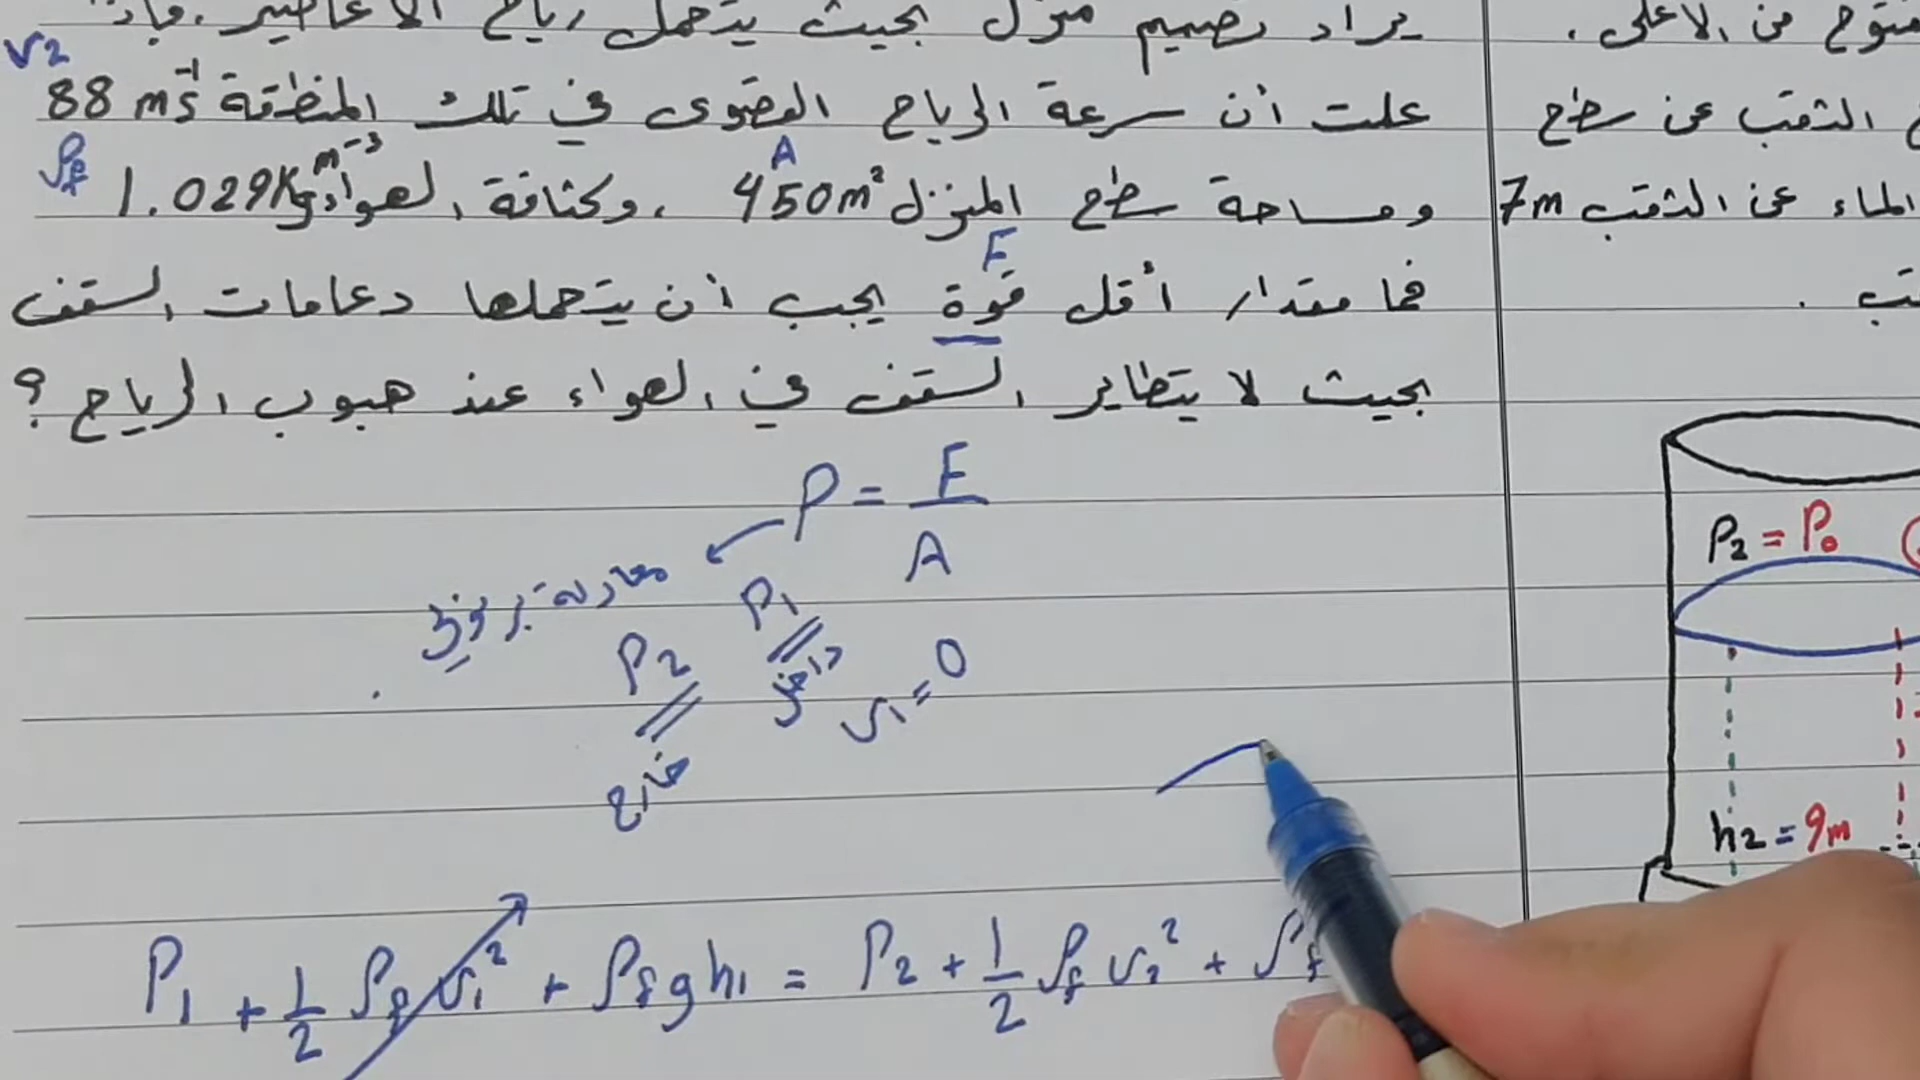 يراد تصميم منزل بحيث يتحمل رياح الأعاصير، فإذا
علمت أن سرعة الرياح القصوى في تلك المنطقة 88 ms⁻¹
v2
ومساحة سطح المنزل 450m²، وكثافة الهواء 1.029Kg m⁻³
A
ρf
فما مقدار أقل قوة يجب أن يتحملها دعامات السقف
F
بحيث لا يتطاير السقف في الهواء عند هبوب الرياح؟
P = F / A
معادلة برنولي
P1
داخل
v1 = 0
P2
خارج
P1 + 1/2 ρf v1² + ρf g h1 = P2 + 1/2 ρf v2² + ρf
من الأعلى.
الثقب عن سطح
الماء عن الثقب 7m
P2 = P0
h2 = 9m